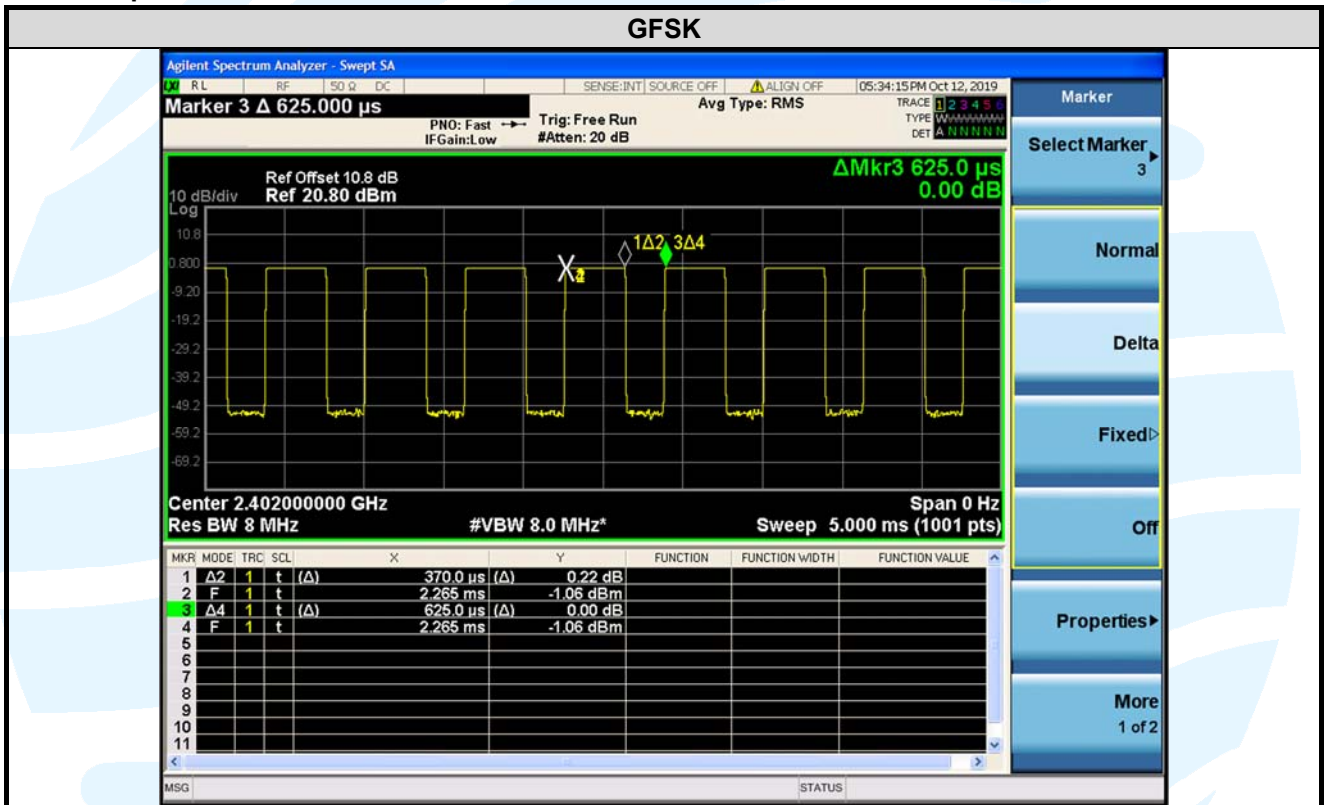 GFSK
Agilent Spectrum Analyzer - Swept SA
LXI RL RF 50 Ω DC SENSE:INT SOURCE OFF ALIGN OFF 05:34:15PM Oct 12, 2019
Marker 3 Δ 625.000 µs
PNO: Fast
IFGain:Low
Trig: Free Run
#Atten: 20 dB
Avg Type: RMS
TRACE 1 2 3 4 5 6
TYPE WWWWWW
DET A N N N N N
ΔMkr3 625.0 µs
0.00 dB
Ref Offset 10.8 dB
10 dB/div Ref 20.80 dBm
Log
10.8
0.800
-9.20
-19.2
-29.2
-39.2
-49.2
-59.2
-69.2
X2
1Δ2 3Δ4
Center 2.402000000 GHz Span 0 Hz
Res BW 8 MHz #VBW 8.0 MHz* Sweep 5.000 ms (1001 pts)
MKR MODE TRC SCL X Y FUNCTION FUNCTION WIDTH FUNCTION VALUE
1 Δ2 1 t (Δ) 370.0 µs (Δ) 0.22 dB
2 F 1 t 2.265 ms -1.06 dBm
3 Δ4 1 t (Δ) 625.0 µs (Δ) 0.00 dB
4 F 1 t 2.265 ms -1.06 dBm
5
6
7
8
9
10
11
MSG STATUS
Marker
Select Marker
3
Normal
Delta
Fixed
Off
Properties
More
1 of 2